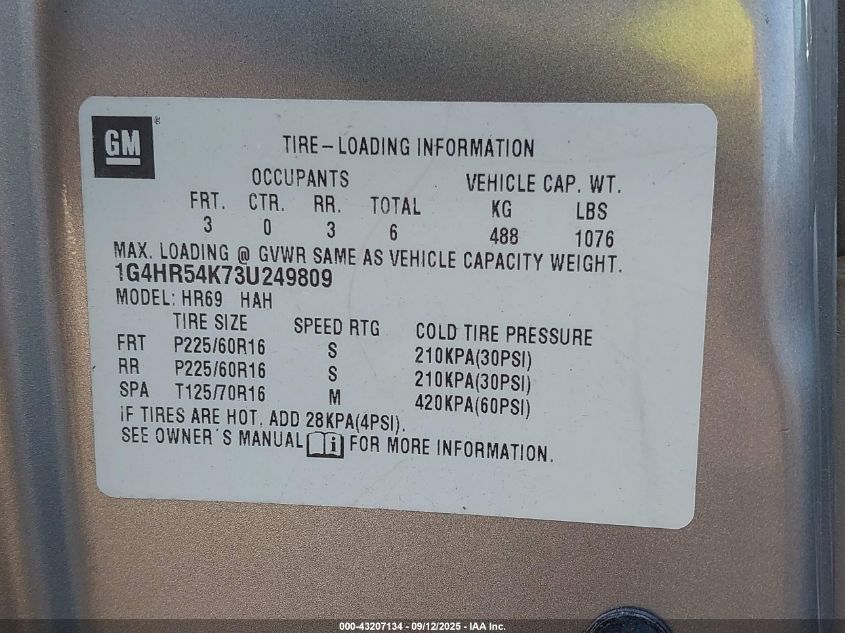 GM®
TIRE-LOADING INFORMATION
OCCUPANTS VEHICLE CAP. WT.
FRT. CTR. RR. TOTAL KG LBS
3 0 3 6 488 1076
MAX. LOADING @ GVWR SAME AS VEHICLE CAPACITY WEIGHT.
1G4HR54K73U249809
MODEL: HR69 HAH
TIRE SIZE SPEED RTG COLD TIRE PRESSURE
FRT P225/60R16 S 210KPA(30PSI)
RR P225/60R16 S 210KPA(30PSI)
SPA T125/70R16 M 420KPA(60PSI)
IF TIRES ARE HOT, ADD 28KPA(4PSI).
SEE OWNER'S MANUAL i FOR MORE INFORMATION.
000-43207134 - 09/12/2025 - IAA Inc.